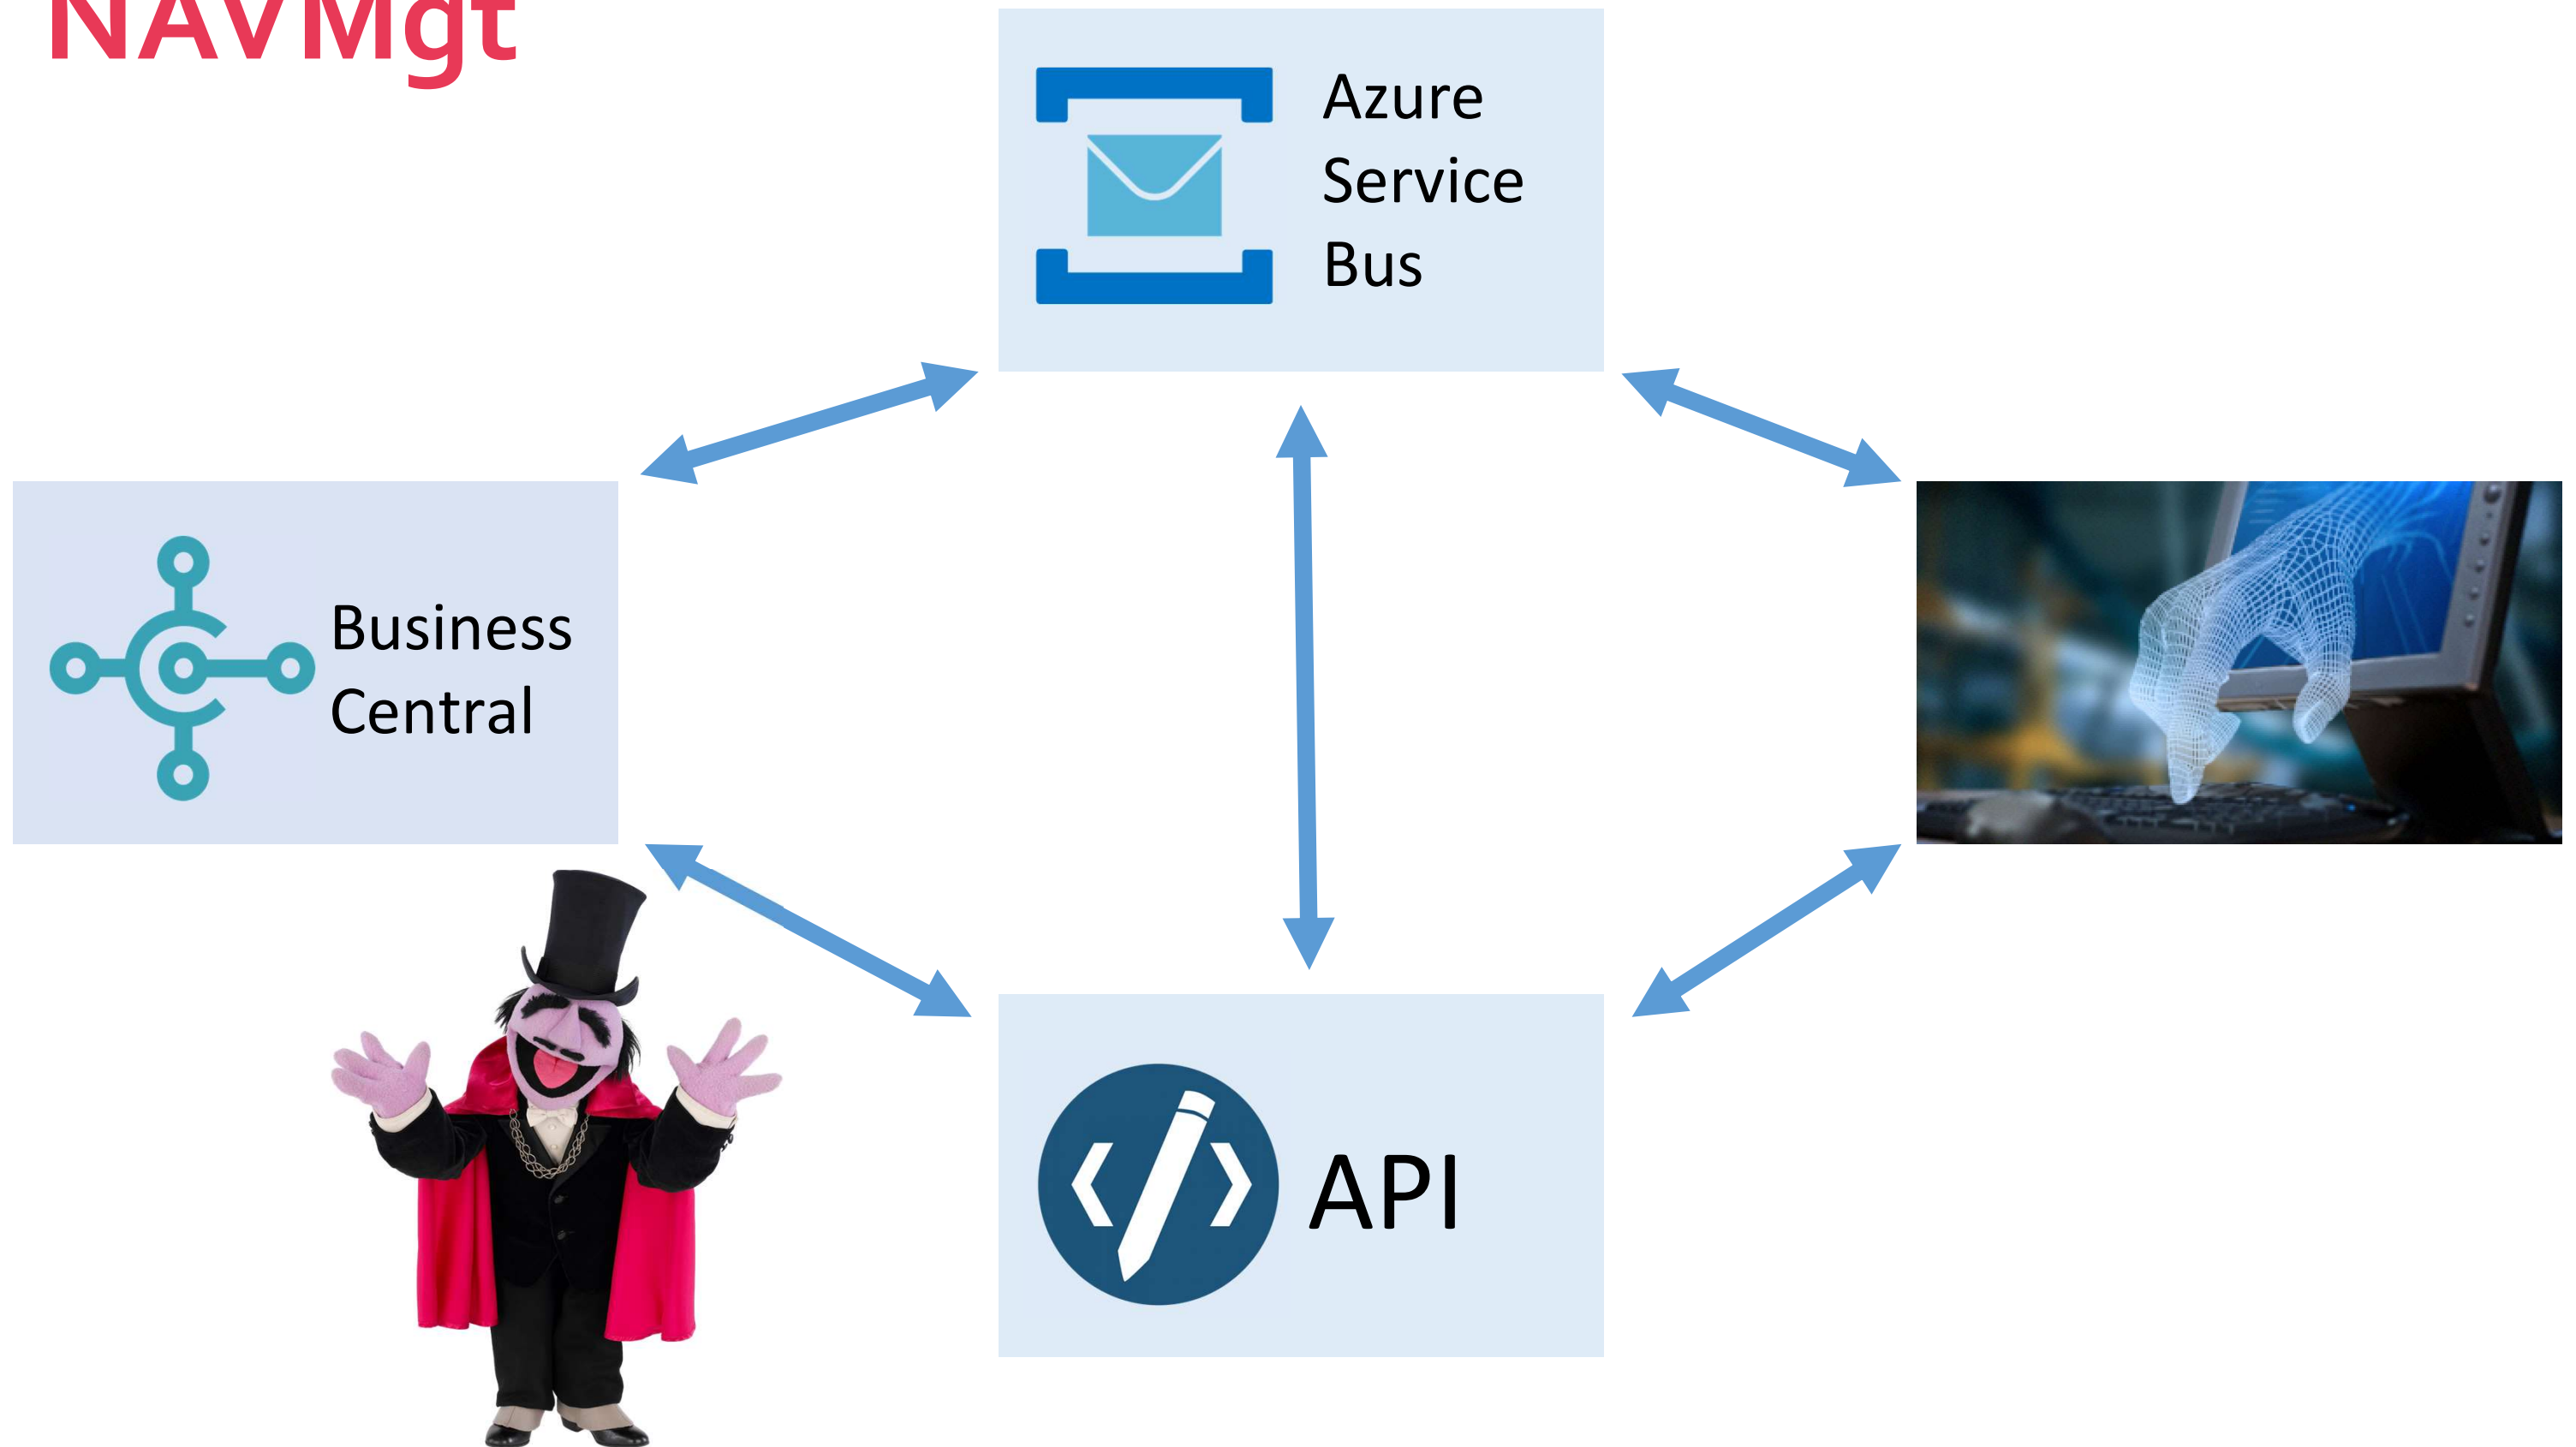 NAVMgt
Azure
Service
Bus
Business
Central
API